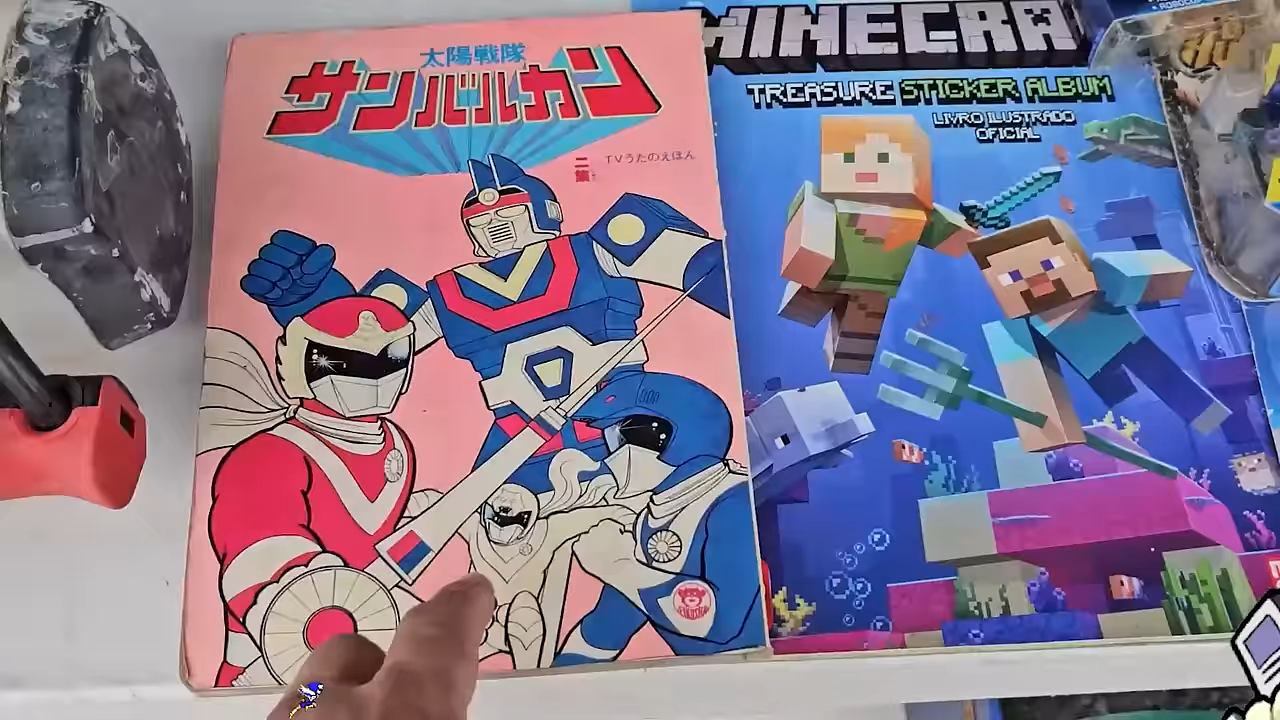 太陽戦隊
サンバルカン
二集
TVうたのえほん
MINECRA
TREASURE STICKER ALBUM
LIVRO ILUSTRADO
OFICIAL